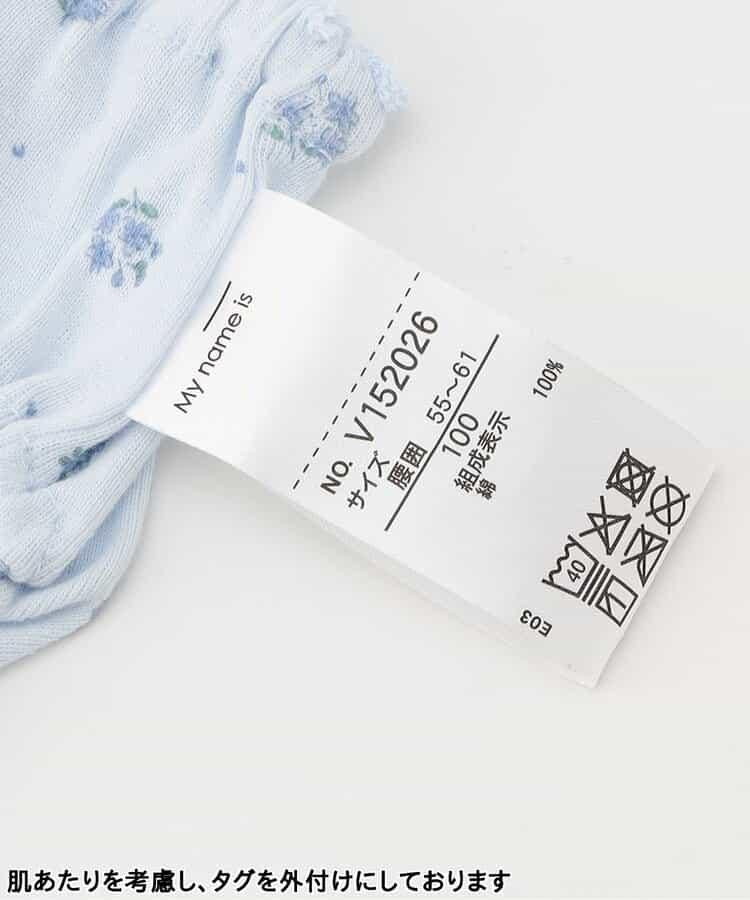 My name is
NO. V152026
サイズ
腰囲 55～61
100
組成表示
綿 100%
40
E03
肌あたりを考慮し、タグを外付けにしております